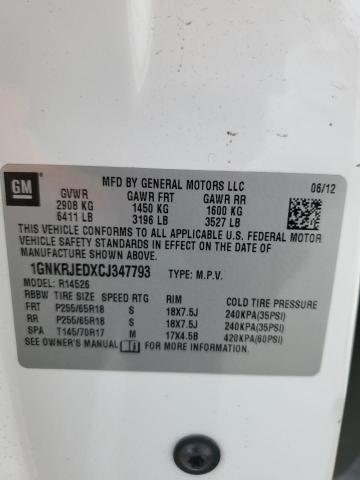 GM
MFD BY GENERAL MOTORS LLC
06/12
GVWR GAWR FRT GAWR RR
2908 KG 1450 KG 1600 KG
6411 LB 3196 LB 3527 LB
THIS VEHICLE CONFORMS TO ALL APPLICABLE U.S. FEDERAL MOTOR
VEHICLE SAFETY STANDARDS IN EFFECT ON THE DATE OF
MANUFACTURE SHOWN ABOVE.
1GNKRJEDXCJ347793 TYPE: M.P.V.
MODEL: R14526
RBBW TIRE SIZE SPEED RTG RIM COLD TIRE PRESSURE
FRT P255/65R18 S 18X7.5J 240KPA(35PSI)
RR P255/65R18 S 18X7.5J 240KPA(35PSI)
SPA T145/70R17 M 17X4.5B 420KPA(60PSI)
SEE OWNER'S MANUAL FOR ADDITIONAL INFORMATION.